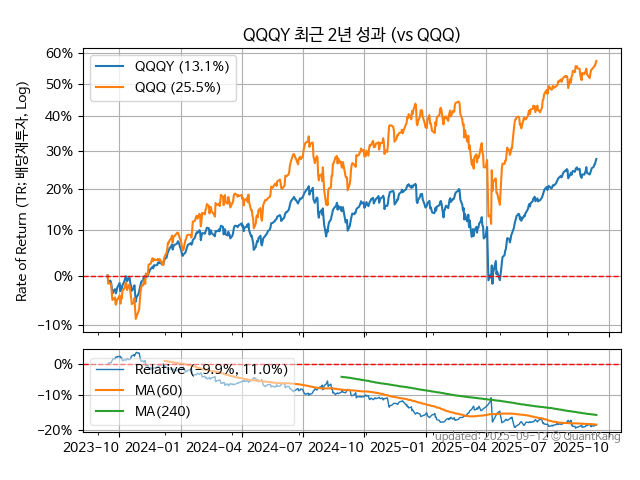 QQQY 최근 2년 성과 (vs QQQ)
Rate of Return (TR: 배당재투자, Log)
60%
50%
40%
30%
20%
10%
0%
−10%
QQQY (13.1%)
QQQ (25.5%)
0%
−10%
−20%
Relative (−9.9%, 11.0%)
MA(60)
MA(240)
2023-10 2024-01 2024-04 2024-07 2024-10 2025-01 2025-04 2025-07 2025-10
updated: 2025-09-12 © QuantKang